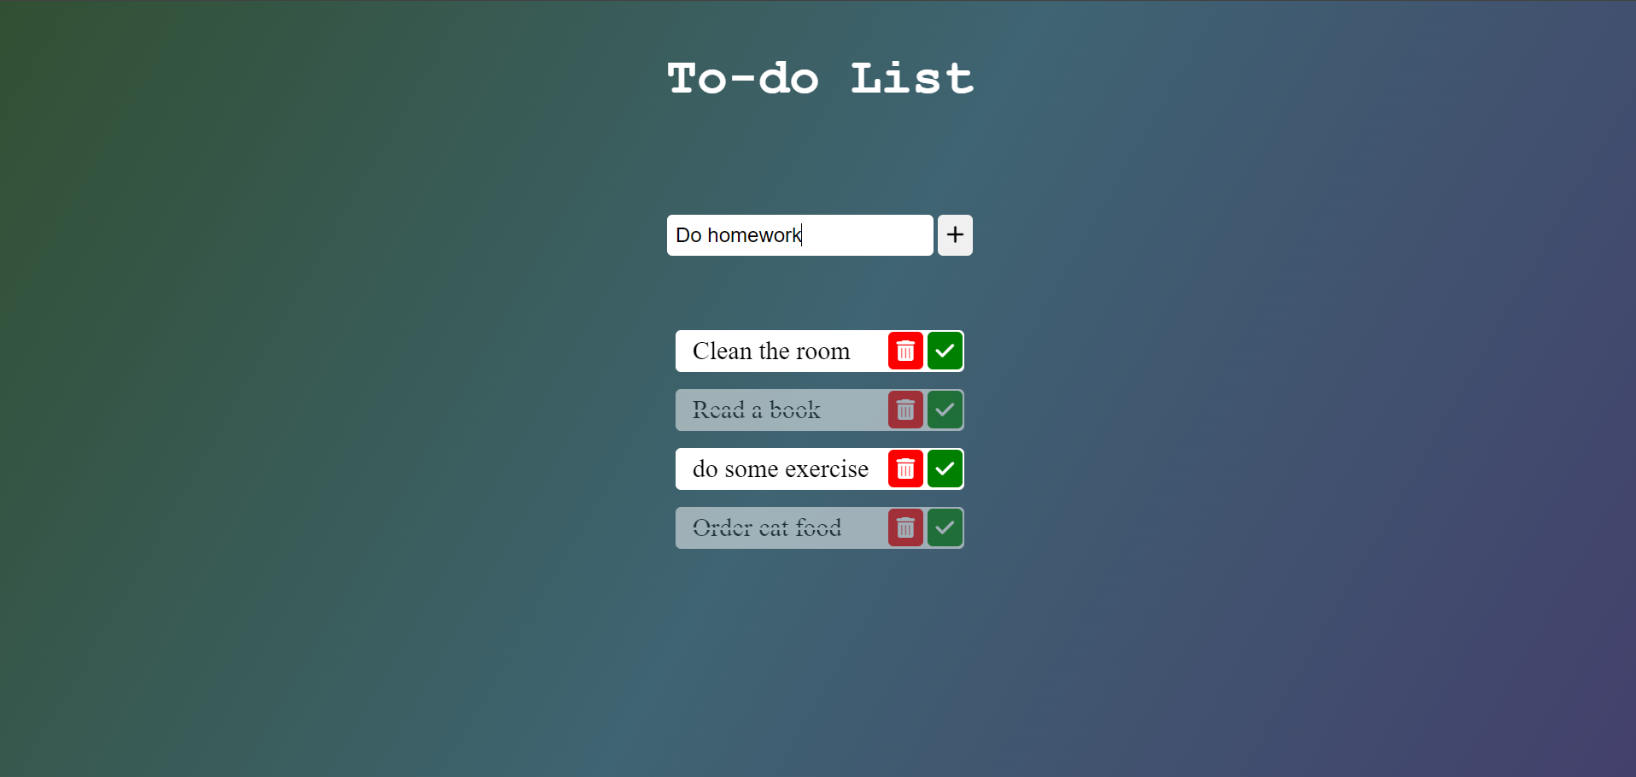 To-do List
Do homework
Clean the room
Read a book
do some exercise
Order cat food